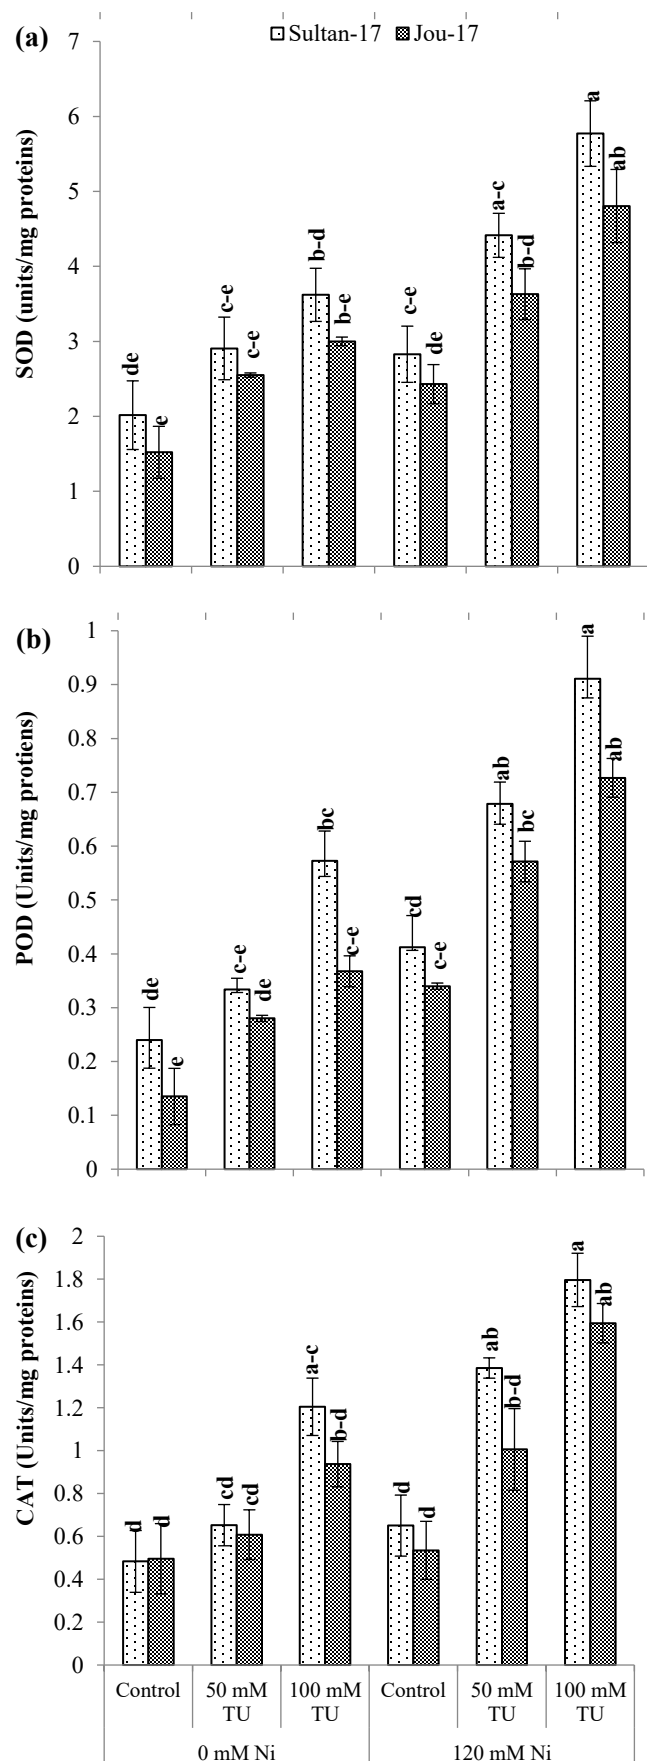 (a)
Sultan-17 Jou-17
SOD (units/mg proteins)
7
6
5
4
3
2
1
0
de
e
c-e
c-e
b-d
b-e
c-e
de
a-c
b-d
a
ab
(b)
POD (Units/mg protiens)
1
0.9
0.8
0.7
0.6
0.5
0.4
0.3
0.2
0.1
0
de
e
c-e
de
bc
c-e
cd
c-e
ab
bc
a
ab
(c)
CAT (Units/mg proteins)
2
1.8
1.6
1.4
1.2
1
0.8
0.6
0.4
0.2
0
d
d
cd
cd
a-c
b-d
d
d
ab
b-d
a
ab
Control 50 mM 100 mM Control 50 mM 100 mM
TU TU TU TU
0 mM Ni 120 mM Ni